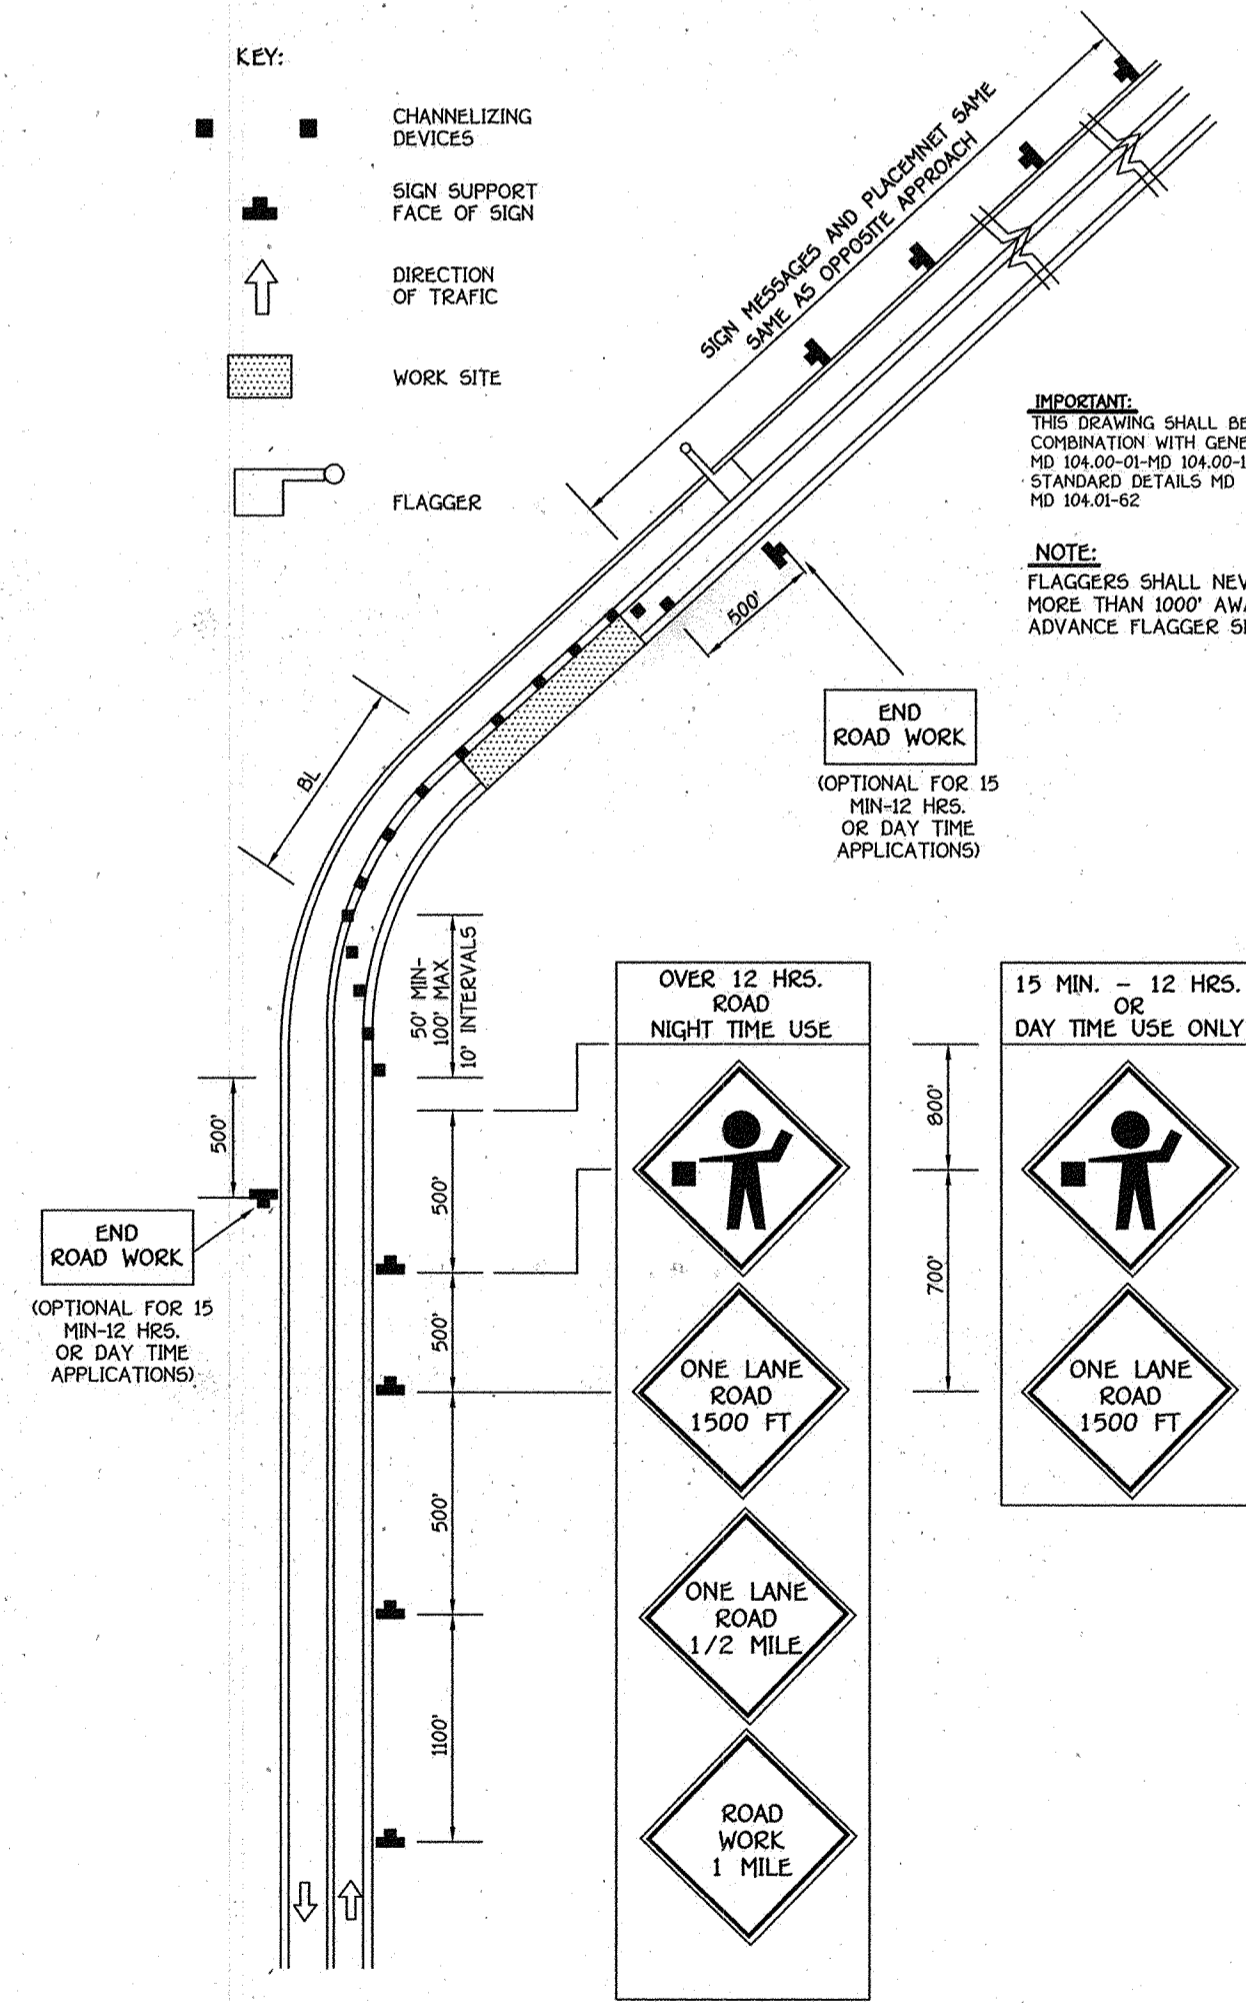 KEY:
CHANNELIZING
DEVICES
SIGN SUPPORT
FACE OF SIGN
DIRECTION
OF TRAFIC
WORK SITE
FLAGGER
SIGN MESSAGES AND PLACEMNET SAME
SAME AS OPPOSITE APPROACH
IMPORTANT:
THIS DRAWING SHALL BE
COMBINATION WITH GENE
MD 104.00-01-MD 104.00-1
STANDARD DETAILS MD
MD 104.01-62
NOTE:
FLAGGERS SHALL NEV
MORE THAN 1000' AWA
ADVANCE FLAGGER SI
500'
END
ROAD WORK
(OPTIONAL FOR 15
MIN-12 HRS.
OR DAY TIME
APPLICATIONS)
BL
50' MIN-
100' MAX
10' INTERVALS
500'
END
ROAD WORK
(OPTIONAL FOR 15
MIN-12 HRS.
OR DAY TIME
APPLICATIONS)
500'
500'
500'
1100'
OVER 12 HRS.
ROAD
NIGHT TIME USE
ONE LANE
ROAD
1500 FT
ONE LANE
ROAD
1/2 MILE
ROAD
WORK
1 MILE
800'
700'
15 MIN. - 12 HRS.
OR
DAY TIME USE ONLY
ONE LANE
ROAD
1500 FT